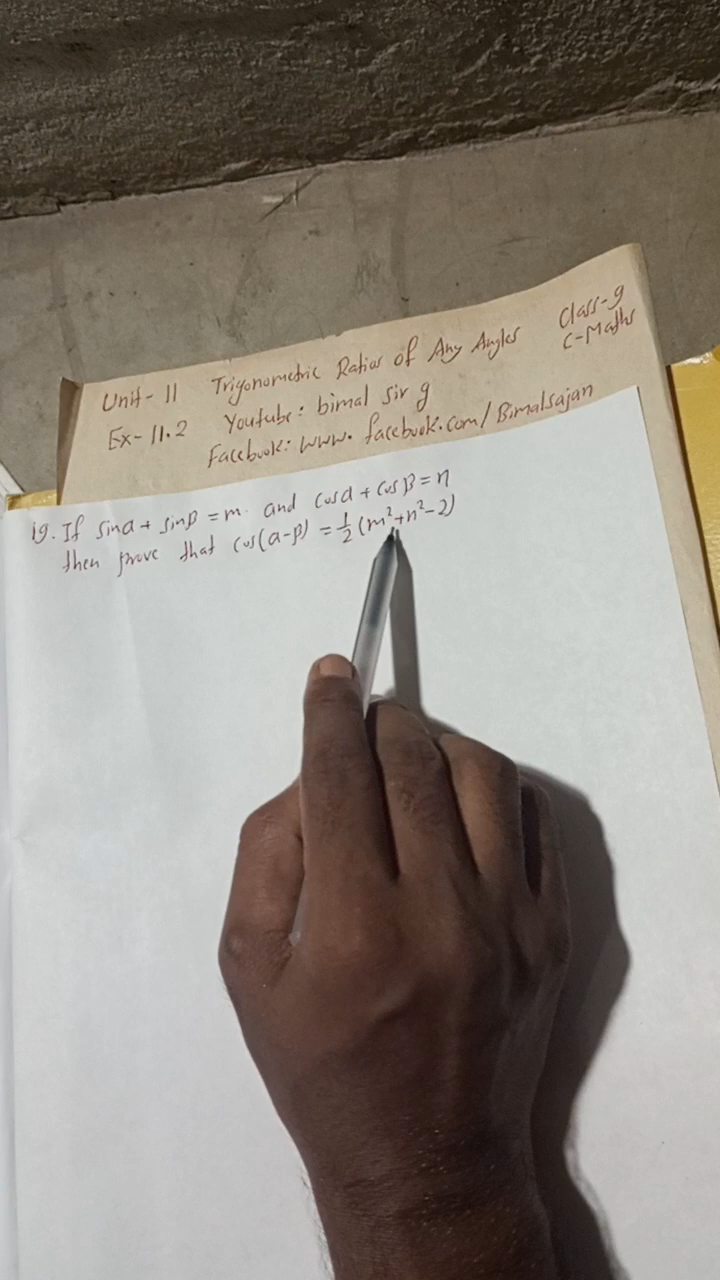 Unit-11 Trigonometric Ratios of Any Angles Class-9
Ex-11.2 Youtube: bimal sir g C-Maths
Facebook: www.facebook.com/Bimalsajan
19. If sinα + sinβ = m. and cosα + cosβ = n
then prove that cos(α-β) = 1/2 (m²+n²-2)